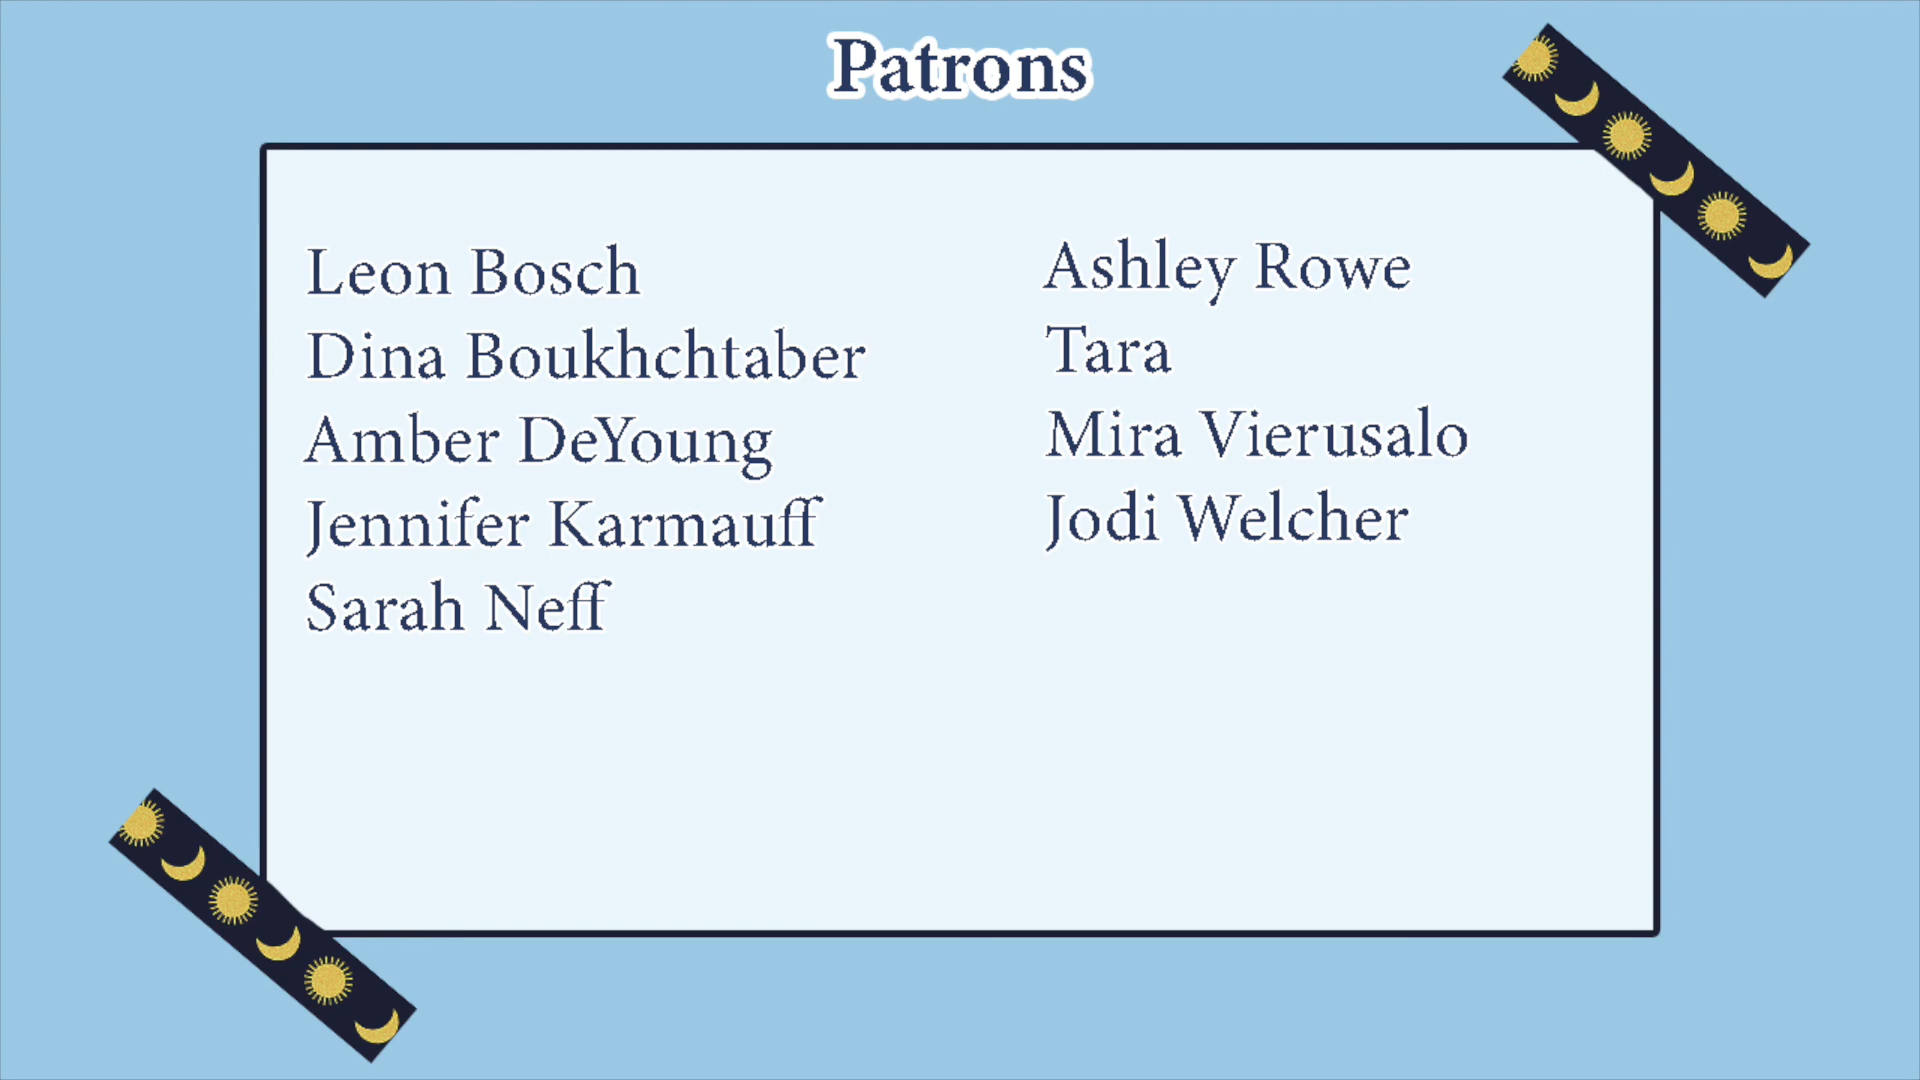 Patrons
Leon Bosch
Dina Boukhchtaber
Amber DeYoung
Jennifer Karmauff
Sarah Neff
Ashley Rowe
Tara
Mira Vierusalo
Jodi Welcher